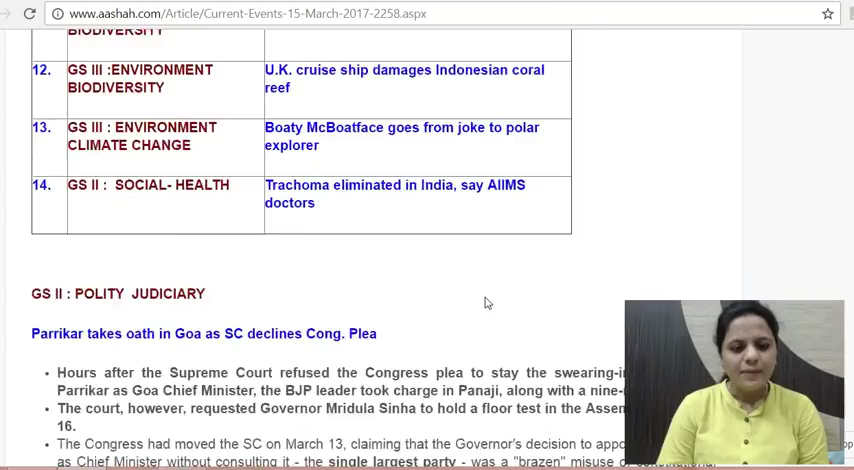 www.aashah.com/Article/Current-Events-15-March-2017-2258.aspx
BIODIVERSITY
12. GS III :ENVIRONMENT U.K. cruise ship damages Indonesian coral
BIODIVERSITY reef
13. GS III : ENVIRONMENT Boaty McBoatface goes from joke to polar
CLIMATE CHANGE explorer
14. GS II : SOCIAL- HEALTH Trachoma eliminated in India, say AIIMS
doctors
GS II : POLITY JUDICIARY
Parrikar takes oath in Goa as SC declines Cong. Plea
• Hours after the Supreme Court refused the Congress plea to stay the swearing-in
Parrikar as Goa Chief Minister, the BJP leader took charge in Panaji, along with a nine-
• The court, however, requested Governor Mridula Sinha to hold a floor test in the Assem
16.
• The Congress had moved the SC on March 13, claiming that the Governor's decision to appo
as Chief Minister without consulting it - the single largest party - was a "brazen" misuse of